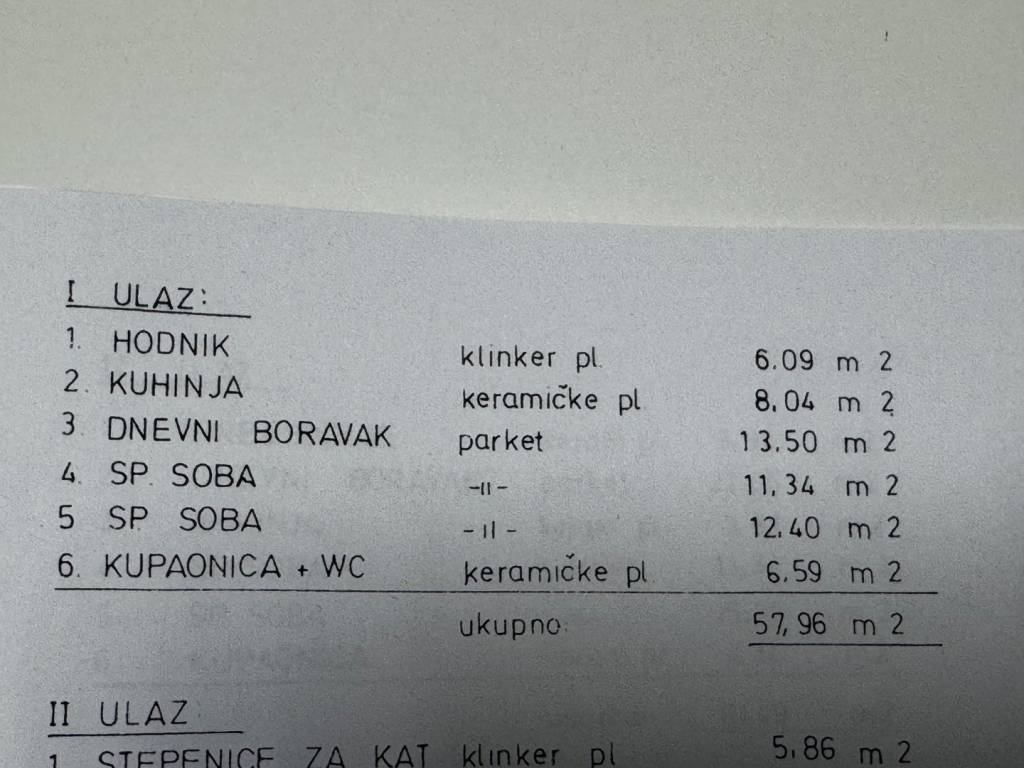 I ULAZ:
1. HODNIK klinker pl. 6.09 m 2
2. KUHINJA keramičke pl. 8,04 m 2
3. DNEVNI BORAVAK parket 13,50 m 2
4. SP. SOBA -II- 11,34 m 2
5 SP SOBA -II- 12,40 m 2
6. KUPAONICA + WC keramičke pl. 6.59 m 2
ukupno: 57,96 m 2
II ULAZ
1. STEPENICE ZA KAT klinker pl 5,86 m 2